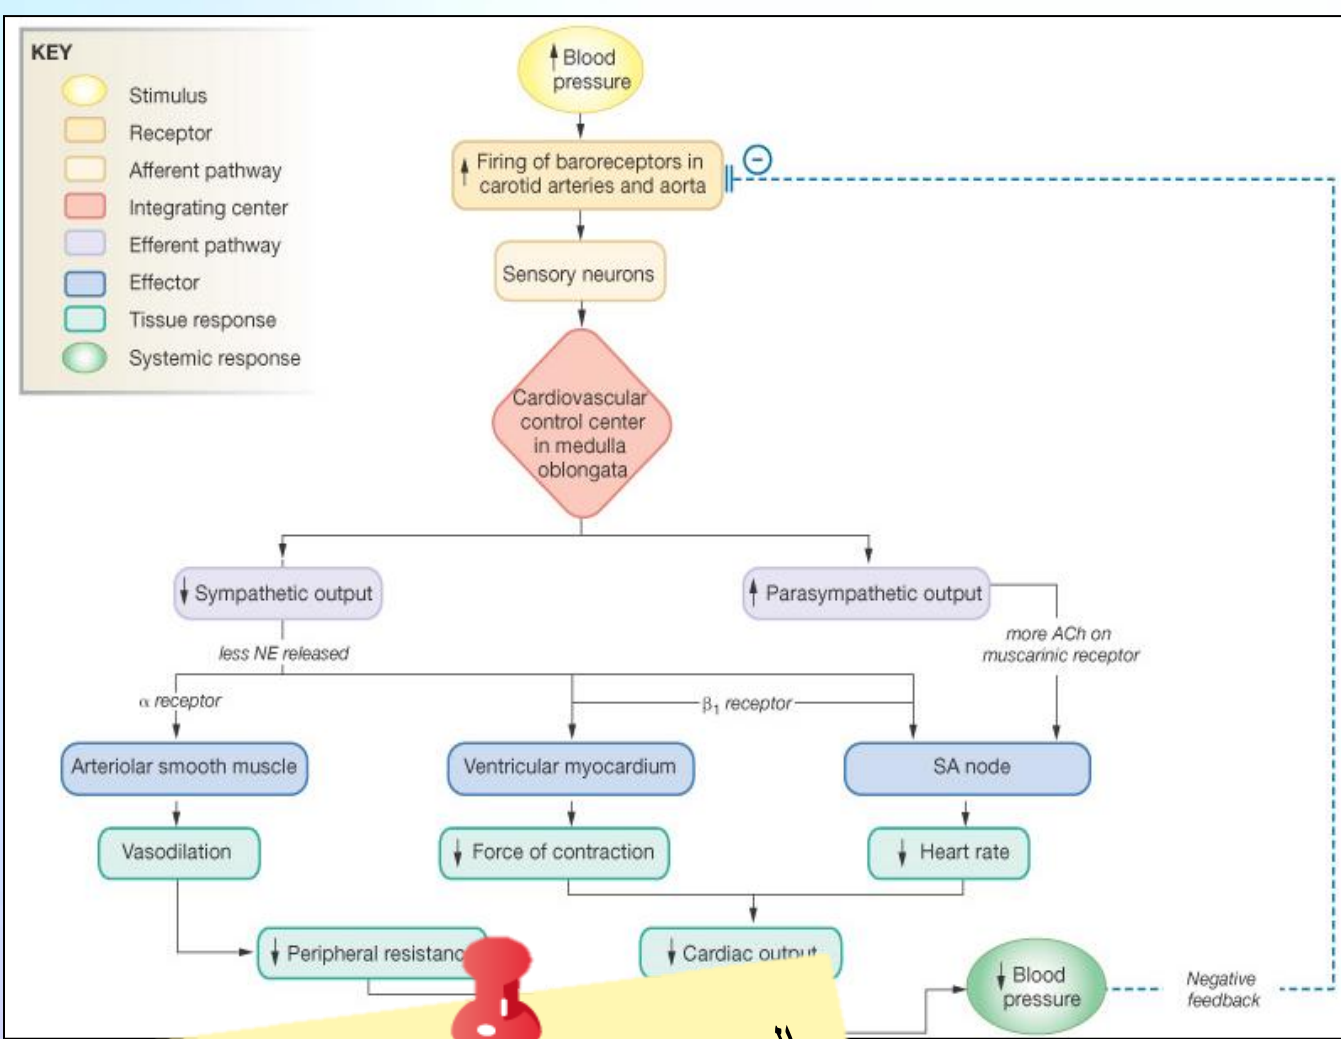 KEY
Stimulus
Receptor
Afferent pathway
Integrating center
Efferent pathway
Effector
Tissue response
Systemic response
↑ Blood
pressure
↑ Firing of baroreceptors in
carotid arteries and aorta
−
Sensory neurons
Cardiovascular
control center
in medulla
oblongata
↓ Sympathetic output
↑ Parasympathetic output
less NE released
more ACh on
muscarinic receptor
α receptor
β₁ receptor
Arteriolar smooth muscle
Ventricular myocardium
SA node
Vasodilation
↓ Force of contraction
↓ Heart rate
↓ Peripheral
↓ Cardiac output
↓ Blood
pressure
Negative
feedback